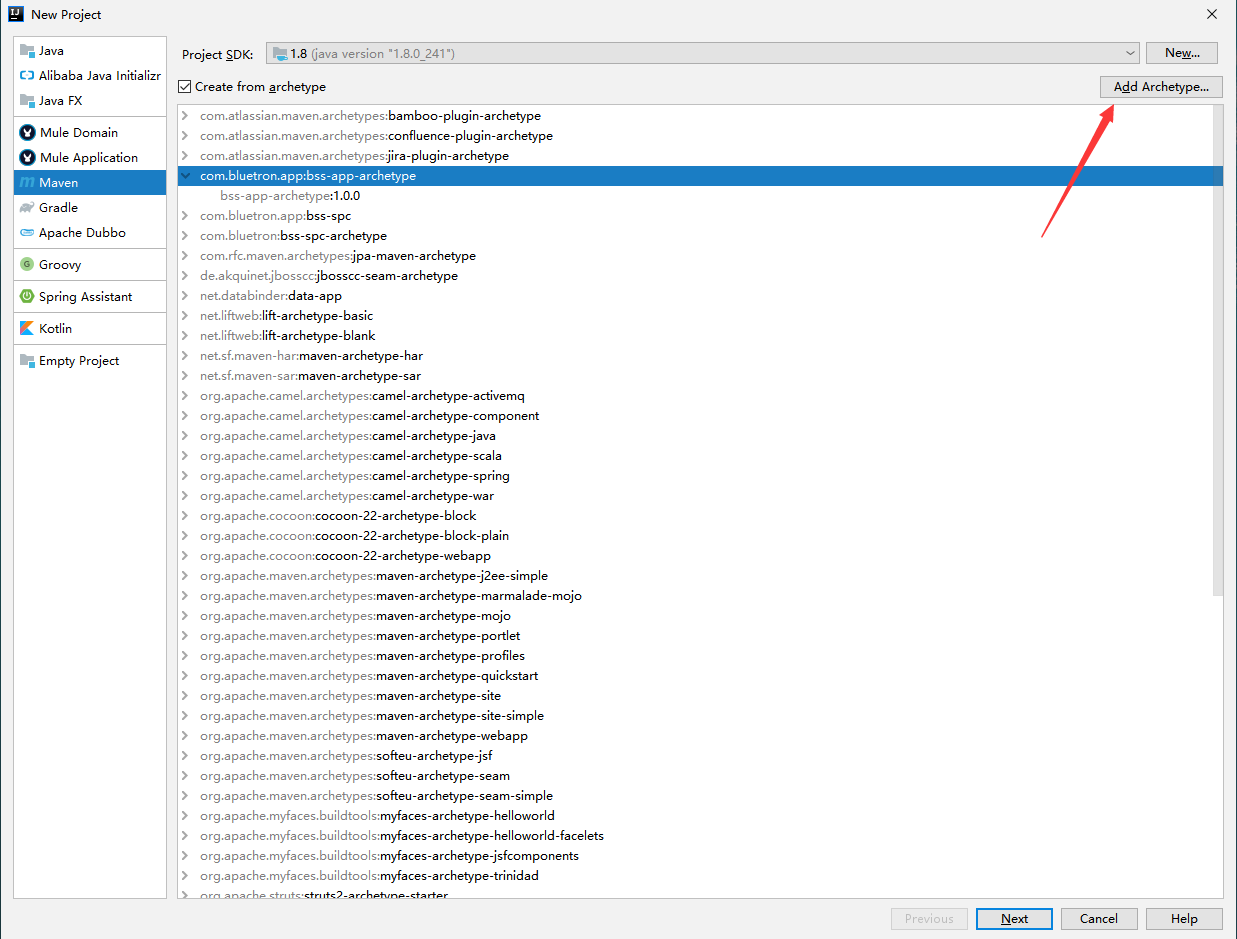 New Project
Java
Alibaba Java Initializr
Java FX
Mule Domain
Mule Application
Maven
Gradle
Apache Dubbo
Groovy
Spring Assistant
Kotlin
Empty Project
Project SDK: 1.8 (java version "1.8.0_241") New...
Create from archetype Add Archetype...
com.atlassian.maven.archetypes:bamboo-plugin-archetype
com.atlassian.maven.archetypes:confluence-plugin-archetype
com.atlassian.maven.archetypes:jira-plugin-archetype
com.bluetron.app:bss-app-archetype
bss-app-archetype:1.0.0
com.bluetron.app:bss-spc
com.bluetron:bss-spc-archetype
com.rfc.maven.archetypes:jpa-maven-archetype
de.akquinet.jbosscc:jbosscc-seam-archetype
net.databinder:data-app
net.liftweb:lift-archetype-basic
net.liftweb:lift-archetype-blank
net.sf.maven-har:maven-archetype-har
net.sf.maven-sar:maven-archetype-sar
org.apache.camel.archetypes:camel-archetype-activemq
org.apache.camel.archetypes:camel-archetype-component
org.apache.camel.archetypes:camel-archetype-java
org.apache.camel.archetypes:camel-archetype-scala
org.apache.camel.archetypes:camel-archetype-spring
org.apache.camel.archetypes:camel-archetype-war
org.apache.cocoon:cocoon-22-archetype-block
org.apache.cocoon:cocoon-22-archetype-block-plain
org.apache.cocoon:cocoon-22-archetype-webapp
org.apache.maven.archetypes:maven-archetype-j2ee-simple
org.apache.maven.archetypes:maven-archetype-marmalade-mojo
org.apache.maven.archetypes:maven-archetype-mojo
org.apache.maven.archetypes:maven-archetype-portlet
org.apache.maven.archetypes:maven-archetype-profiles
org.apache.maven.archetypes:maven-archetype-quickstart
org.apache.maven.archetypes:maven-archetype-site
org.apache.maven.archetypes:maven-archetype-site-simple
org.apache.maven.archetypes:maven-archetype-webapp
org.apache.maven.archetypes:softeu-archetype-jsf
org.apache.maven.archetypes:softeu-archetype-seam
org.apache.maven.archetypes:softeu-archetype-seam-simple
org.apache.myfaces.buildtools:myfaces-archetype-helloworld
org.apache.myfaces.buildtools:myfaces-archetype-helloworld-facelets
org.apache.myfaces.buildtools:myfaces-archetype-jsfcomponents
org.apache.myfaces.buildtools:myfaces-archetype-trinidad
org.apache.struts:struts2-archetype-starter
Previous Next Cancel Help